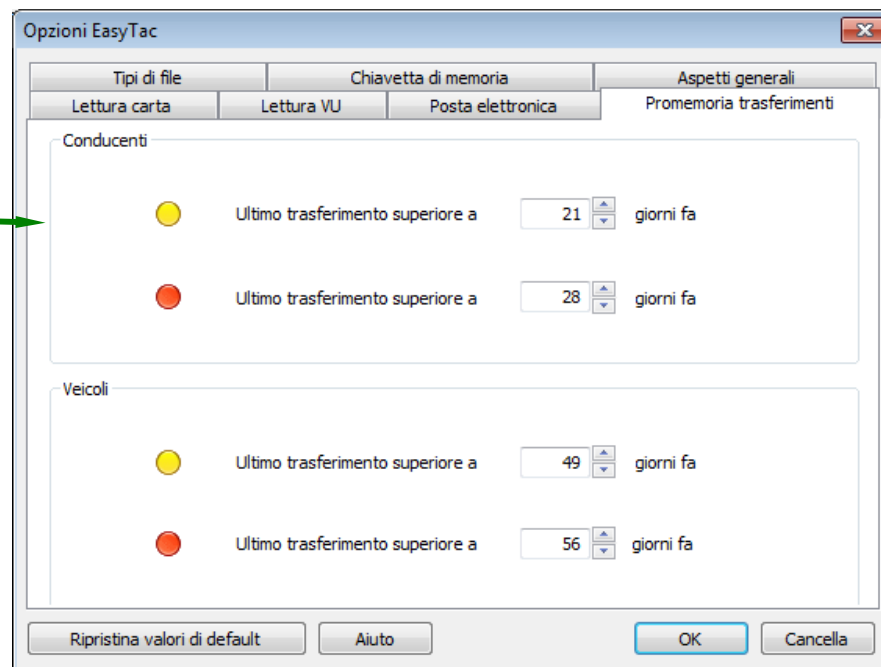 Opzioni EasyTac
Tipi di file Chiavetta di memoria Aspetti generali
Lettura carta Lettura VU Posta elettronica Promemoria trasferimenti
Conducenti
Ultimo trasferimento superiore a 21 giorni fa
Ultimo trasferimento superiore a 28 giorni fa
Veicoli
Ultimo trasferimento superiore a 49 giorni fa
Ultimo trasferimento superiore a 56 giorni fa
Ripristina valori di default Aiuto OK Cancella